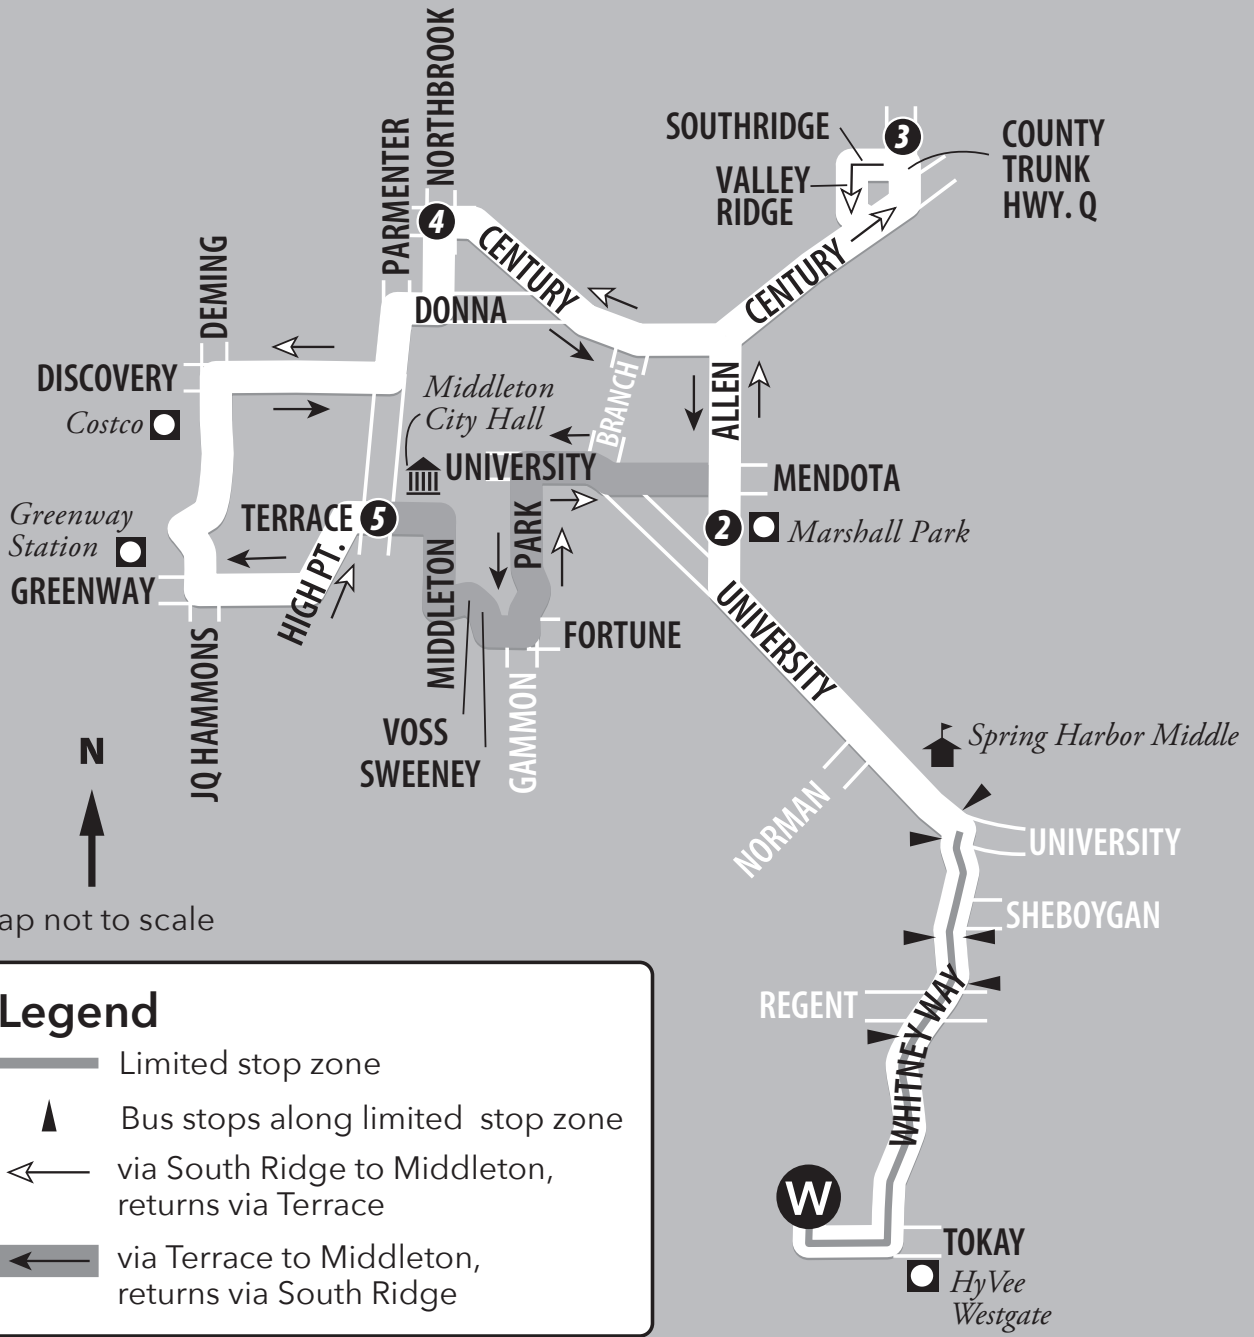 NORTHBROOK
PARMENTER
SOUTHRIDGE
3
COUNTY
TRUNK
HWY. Q
VALLEY
RIDGE
4
CENTURY
CENTURY
DEMING
DONNA
DISCOVERY
Costco
Middleton
City Hall
BRANCH
ALLEN
UNIVERSITY
MENDOTA
Greenway
Station
TERRACE
5
PARK
2
Marshall Park
GREENWAY
HIGH PT.
MIDDLETON
UNIVERSITY
FORTUNE
JQ HAMMONS
VOSS
SWEENEY
GAMMON
N
Spring Harbor Middle
NORMAN
UNIVERSITY
ap not to scale
SHEBOYGAN
REGENT
WHITNEY WAY
W
TOKAY
HyVee
Westgate
Legend
Limited stop zone
Bus stops along limited stop zone
via South Ridge to Middleton,
returns via Terrace
via Terrace to Middleton,
returns via South Ridge